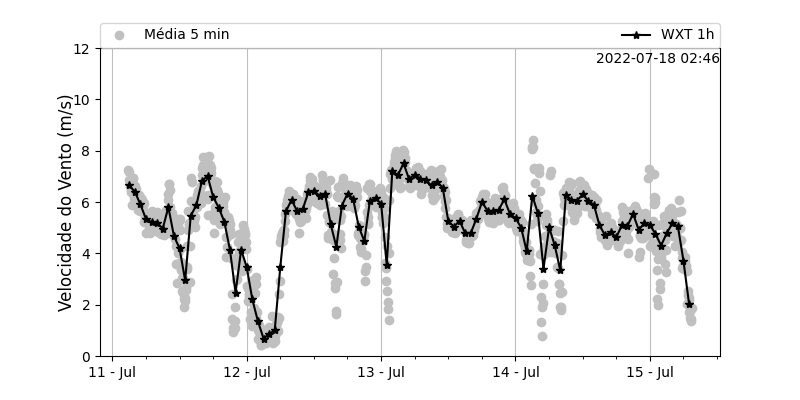 Média 5 min
WXT 1h
2022-07-18 02:46
Velocidade do Vento (m/s)
12
10
8
6
4
2
0
11 - Jul
12 - Jul
13 - Jul
14 - Jul
15 - Jul